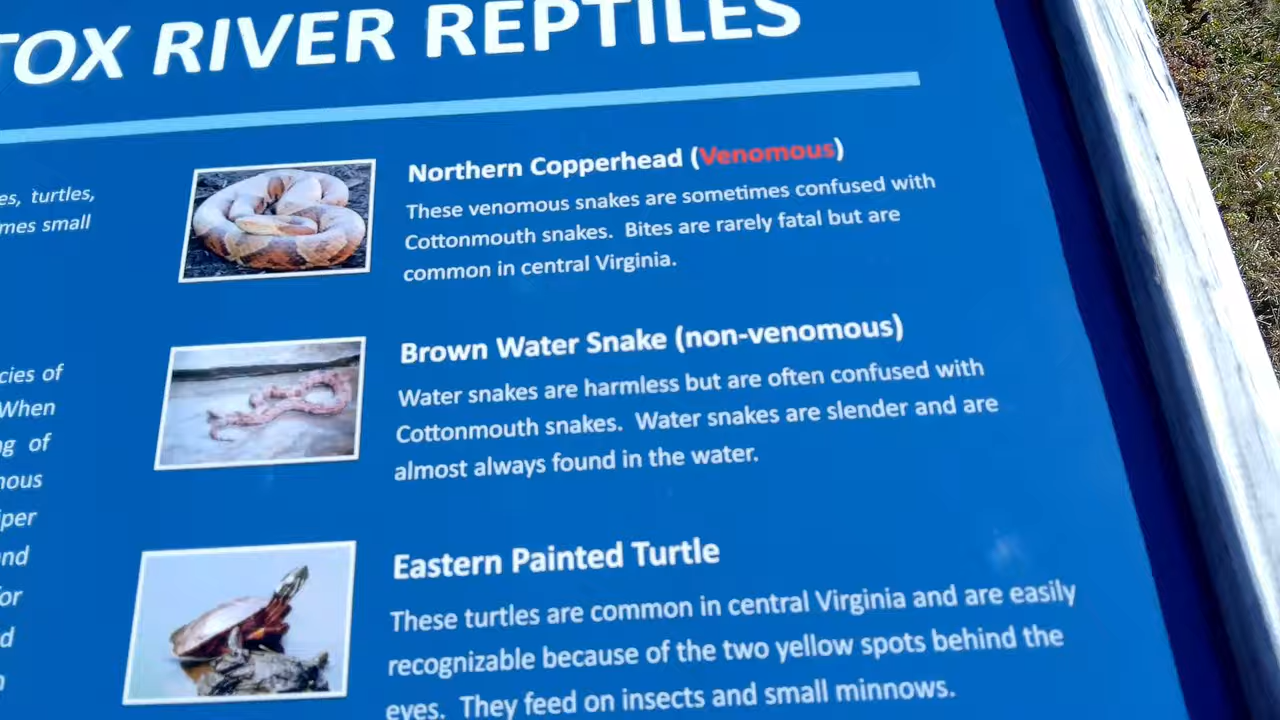 TOX RIVER REPTILES
es, turtles,
mes small
cies of
When
ng of
nous
iper
and
for
d
n
Northern Copperhead (Venomous)
These venomous snakes are sometimes confused with
Cottonmouth snakes. Bites are rarely fatal but are
common in central Virginia.
Brown Water Snake (non-venomous)
Water snakes are harmless but are often confused with
Cottonmouth snakes. Water snakes are slender and are
almost always found in the water.
Eastern Painted Turtle
These turtles are common in central Virginia and are easily
recognizable because of the two yellow spots behind the
eyes. They feed on insects and small minnows.